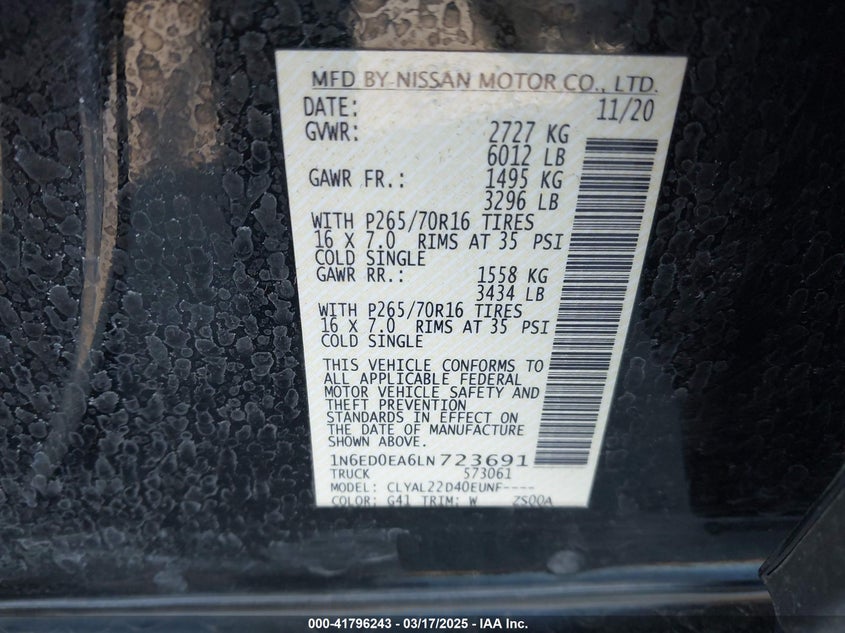 MFD BY NISSAN MOTOR CO., LTD.
DATE: 11/20
GVWR: 2727 KG
6012 LB
GAWR FR.: 1495 KG
3296 LB
WITH P265/70R16 TIRES
16 X 7.0 RIMS AT 35 PSI
COLD SINGLE
GAWR RR.: 1558 KG
3434 LB
WITH P265/70R16 TIRES
16 X 7.0 RIMS AT 35 PSI
COLD SINGLE
THIS VEHICLE CONFORMS TO
ALL APPLICABLE FEDERAL
MOTOR VEHICLE SAFETY AND
THEFT PREVENTION
STANDARDS IN EFFECT ON
THE DATE OF MANUFACTURE
SHOWN ABOVE.
1N6ED0EA6LN723691
TRUCK 573061
MODEL: CLYAL22D40EUNF----
COLOR: G41 TRIM: W ZS00A
000-41796243 - 03/17/2025 - IAA Inc.